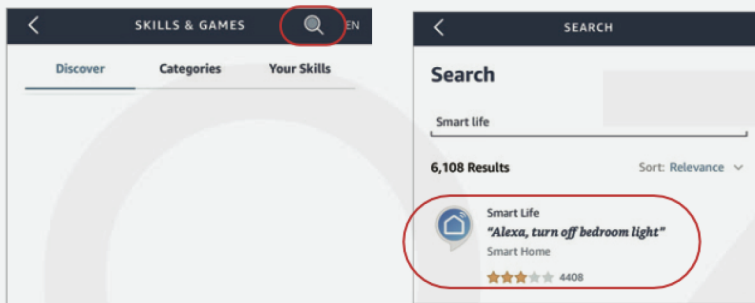 SKILLS & GAMES
EN
Discover Categories Your Skills
SEARCH
Search
Smart life
6,108 Results Sort: Relevance
Smart Life
"Alexa, turn off bedroom light"
Smart Home
4408